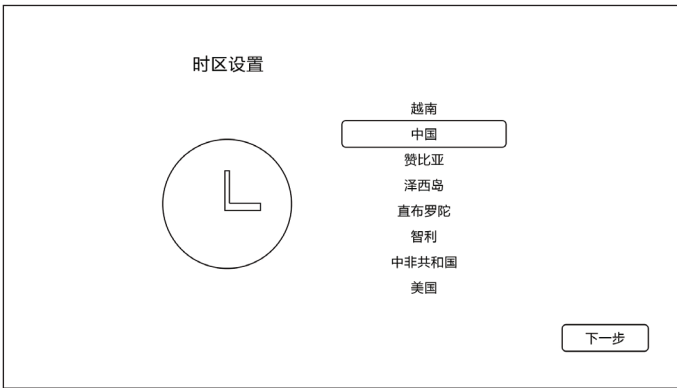 时区设置
越南
中国
赞比亚
泽西岛
直布罗陀
智利
中非共和国
美国
下一步